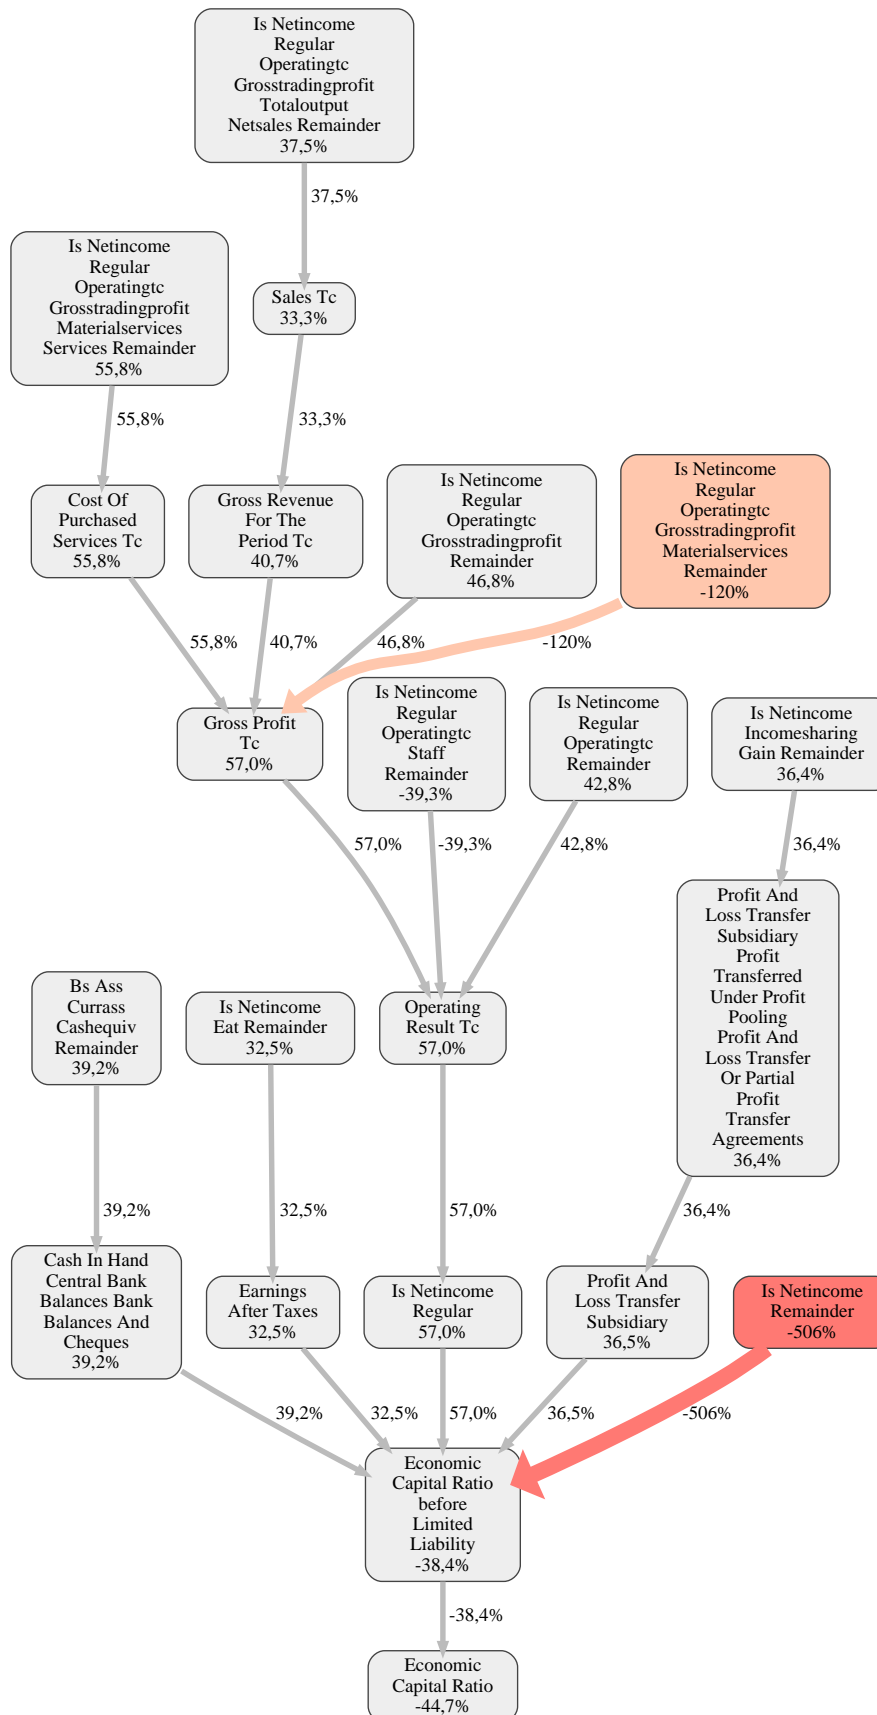 Is Netincome
Regular
Operatingtc
Grosstradingprofit
Totaloutput
Netsales Remainder
37,5%
37,5%
Is Netincome
Regular
Operatingtc
Grosstradingprofit
Materialservices
Services Remainder
55,8%
Sales Tc
33,3%
55,8%
33,3%
Cost Of
Purchased
Services Tc
55,8%
Gross Revenue
For The
Period Tc
40,7%
Is Netincome
Regular
Operatingtc
Grosstradingprofit
Remainder
46,8%
Is Netincome
Regular
Operatingtc
Grosstradingprofit
Materialservices
Remainder
-120%
55,8%
40,7%
46,8%
-120%
Gross Profit
Tc
57,0%
Is Netincome
Regular
Operatingtc
Staff
Remainder
-39,3%
Is Netincome
Regular
Operatingtc
Remainder
42,8%
Is Netincome
Incomesharing
Gain Remainder
36,4%
57,0%
-39,3%
42,8%
36,4%
Profit And
Loss Transfer
Subsidiary
Profit
Transferred
Under Profit
Pooling
Profit And
Loss Transfer
Or Partial
Profit
Transfer
Agreements
36,4%
Bs Ass
Currass
Cashequiv
Remainder
39,2%
Is Netincome
Eat Remainder
32,5%
Operating
Result Tc
57,0%
39,2%
32,5%
57,0%
36,4%
Cash In Hand
Central Bank
Balances Bank
Balances And
Cheques
39,2%
Earnings
After Taxes
32,5%
Is Netincome
Regular
57,0%
Profit And
Loss Transfer
Subsidiary
36,5%
Is Netincome
Remainder
-506%
39,2%
32,5%
57,0%
36,5%
-506%
Economic
Capital Ratio
before
Limited
Liability
-38,4%
-38,4%
Economic
Capital Ratio
-44,7%